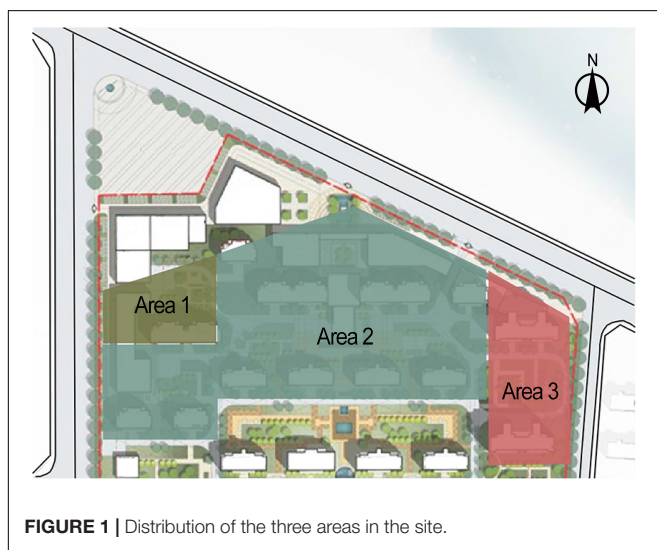 N
Area 1
Area 2
Area 3
FIGURE 1 | Distribution of the three areas in the site.